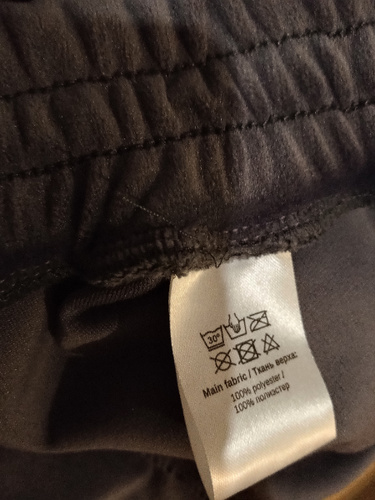 30°
Main fabric / Ткань верха:
100% polyester /
100% полиэстер